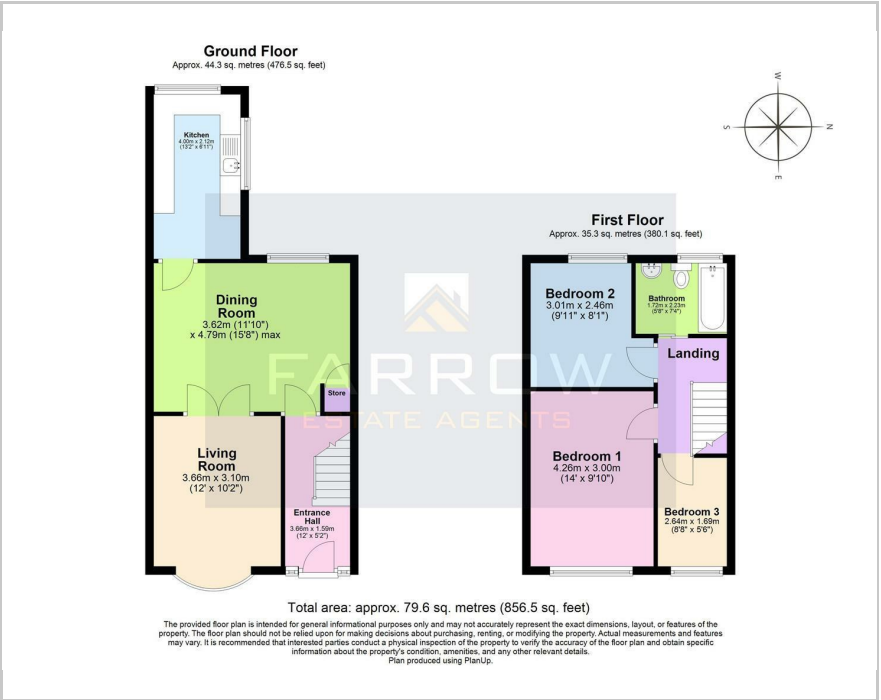 Ground Floor
Approx. 44.3 sq. metres (476.5 sq. feet)
Kitchen
4.00m x 2.12m
(13'2" x 6'11")
Dining
Room
3.62m (11'10")
x 4.79m (15'8") max
Store
Living
Room
3.66m x 3.10m
(12' x 10'2")
Entrance
Hall
3.66m x 1.59m
(12' x 5'2")
W
S
N
E
First Floor
Approx. 35.3 sq. metres (380.1 sq. feet)
Bedroom 2
3.01m x 2.46m
(9'11" x 8'1")
Bathroom
1.72m x 2.23m
(5'8" x 7'4")
Landing
Bedroom 1
4.26m x 3.00m
(14' x 9'10")
Bedroom 3
2.64m x 1.69m
(8'8" x 5'6")
FARROW
ESTATE AGENTS
Total area: approx. 79.6 sq. metres (856.5 sq. feet)
The provided floor plan is intended for general informational purposes only and may not accurately represent the exact dimensions, layout, or features of the
property. The floor plan should not be relied upon for making decisions about purchasing, renting, or modifying the property. Actual measurements and features
may vary. It is recommended that interested parties conduct a physical inspection of the property to verify the accuracy of the floor plan and obtain specific
information about the property's condition, amenities, and any other relevant details.
Plan produced using PlanUp.